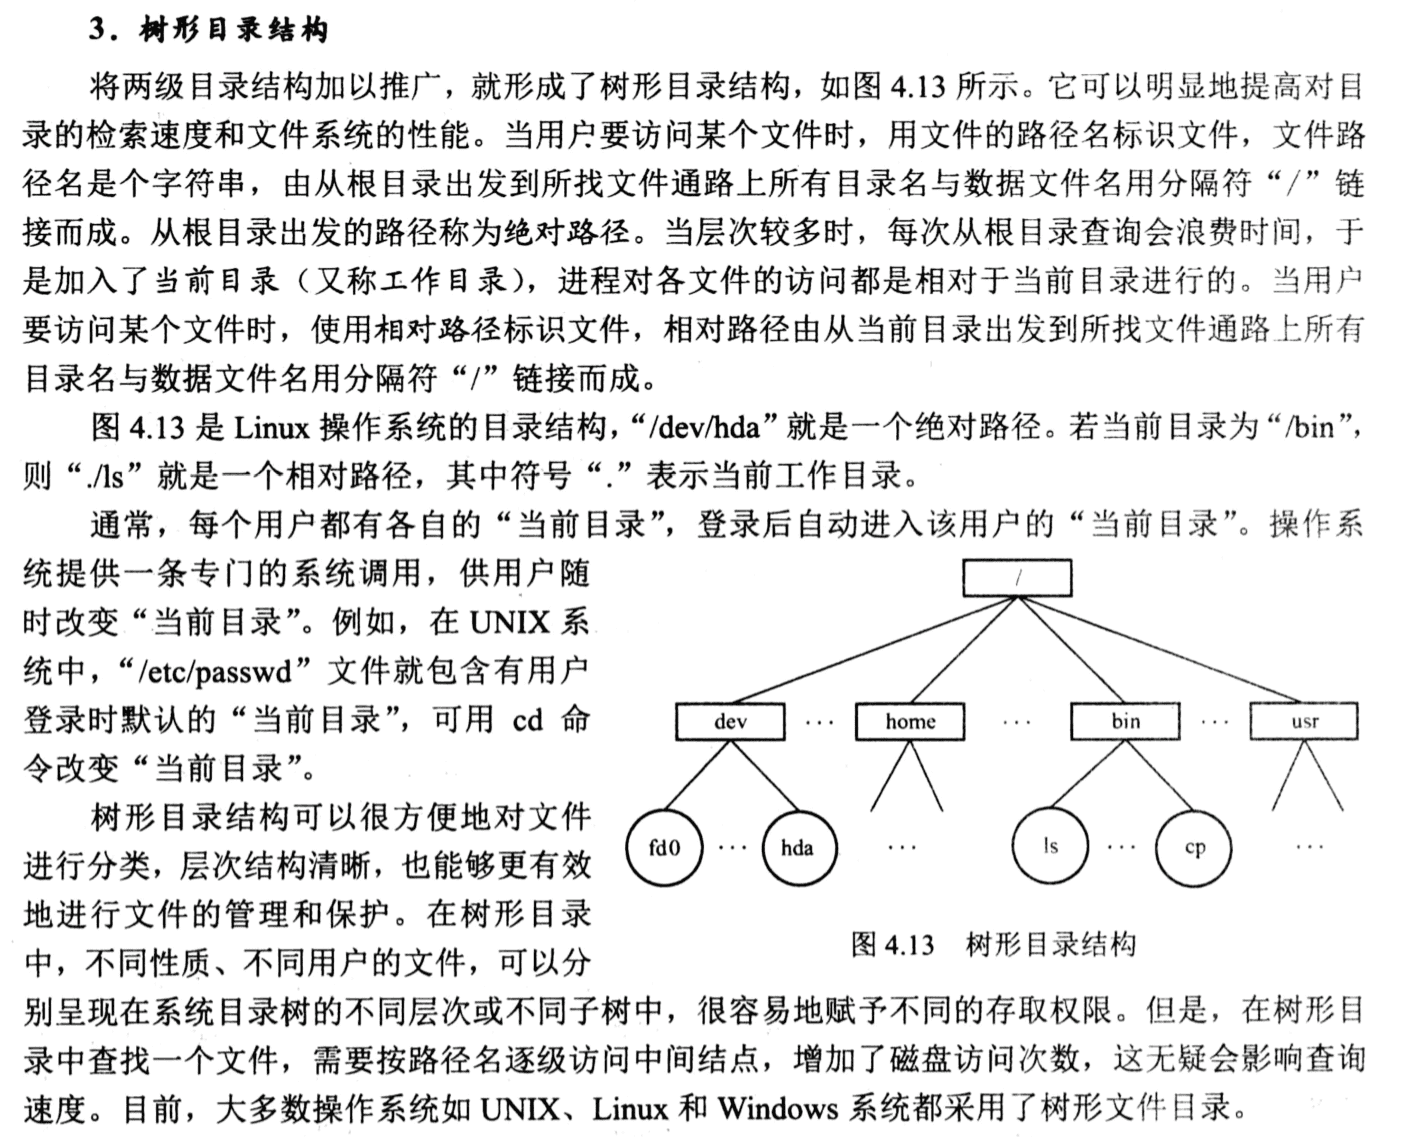 3．树形目录结构
将两级目录结构加以推广，就形成了树形目录结构，如图 4.13 所示。它可以明显地提高对目
录的检索速度和文件系统的性能。当用户要访问某个文件时，用文件的路径名标识文件，文件路
径名是个字符串，由从根目录出发到所找文件通路上所有目录名与数据文件名用分隔符“/”链
接而成。从根目录出发的路径称为绝对路径。当层次较多时，每次从根目录查询会浪费时间，于
是加入了当前目录（又称工作目录），进程对各文件的访问都是相对于当前目录进行的。当用户
要访问某个文件时，使用相对路径标识文件，相对路径由从当前目录出发到所找文件通路上所有
目录名与数据文件名用分隔符“/”链接而成。
图 4.13 是 Linux 操作系统的目录结构，“/dev/hda”就是一个绝对路径。若当前目录为“/bin”，
则“./ls”就是一个相对路径，其中符号“.”表示当前工作目录。
通常，每个用户都有各自的“当前目录”，登录后自动进入该用户的“当前目录”。操作系
统提供一条专门的系统调用，供用户随
时改变“当前目录”。例如，在 UNIX 系
统中，“/etc/passwd”文件就包含有用户
登录时默认的“当前目录”，可用 cd 命
令改变“当前目录”。
树形目录结构可以很方便地对文件
进行分类，层次结构清晰，也能够更有效
地进行文件的管理和保护。在树形目录
中，不同性质、不同用户的文件，可以分
别呈现在系统目录树的不同层次或不同子树中，很容易地赋予不同的存取权限。但是，在树形目
录中查找一个文件，需要按路径名逐级访问中间结点，增加了磁盘访问次数，这无疑会影响查询
速度。目前，大多数操作系统如 UNIX、Linux 和 Windows 系统都采用了树形文件目录。
/
dev ··· home ··· bin ··· usr
fd0 ··· hda ··· ls ··· cp ···
图 4.13 树形目录结构